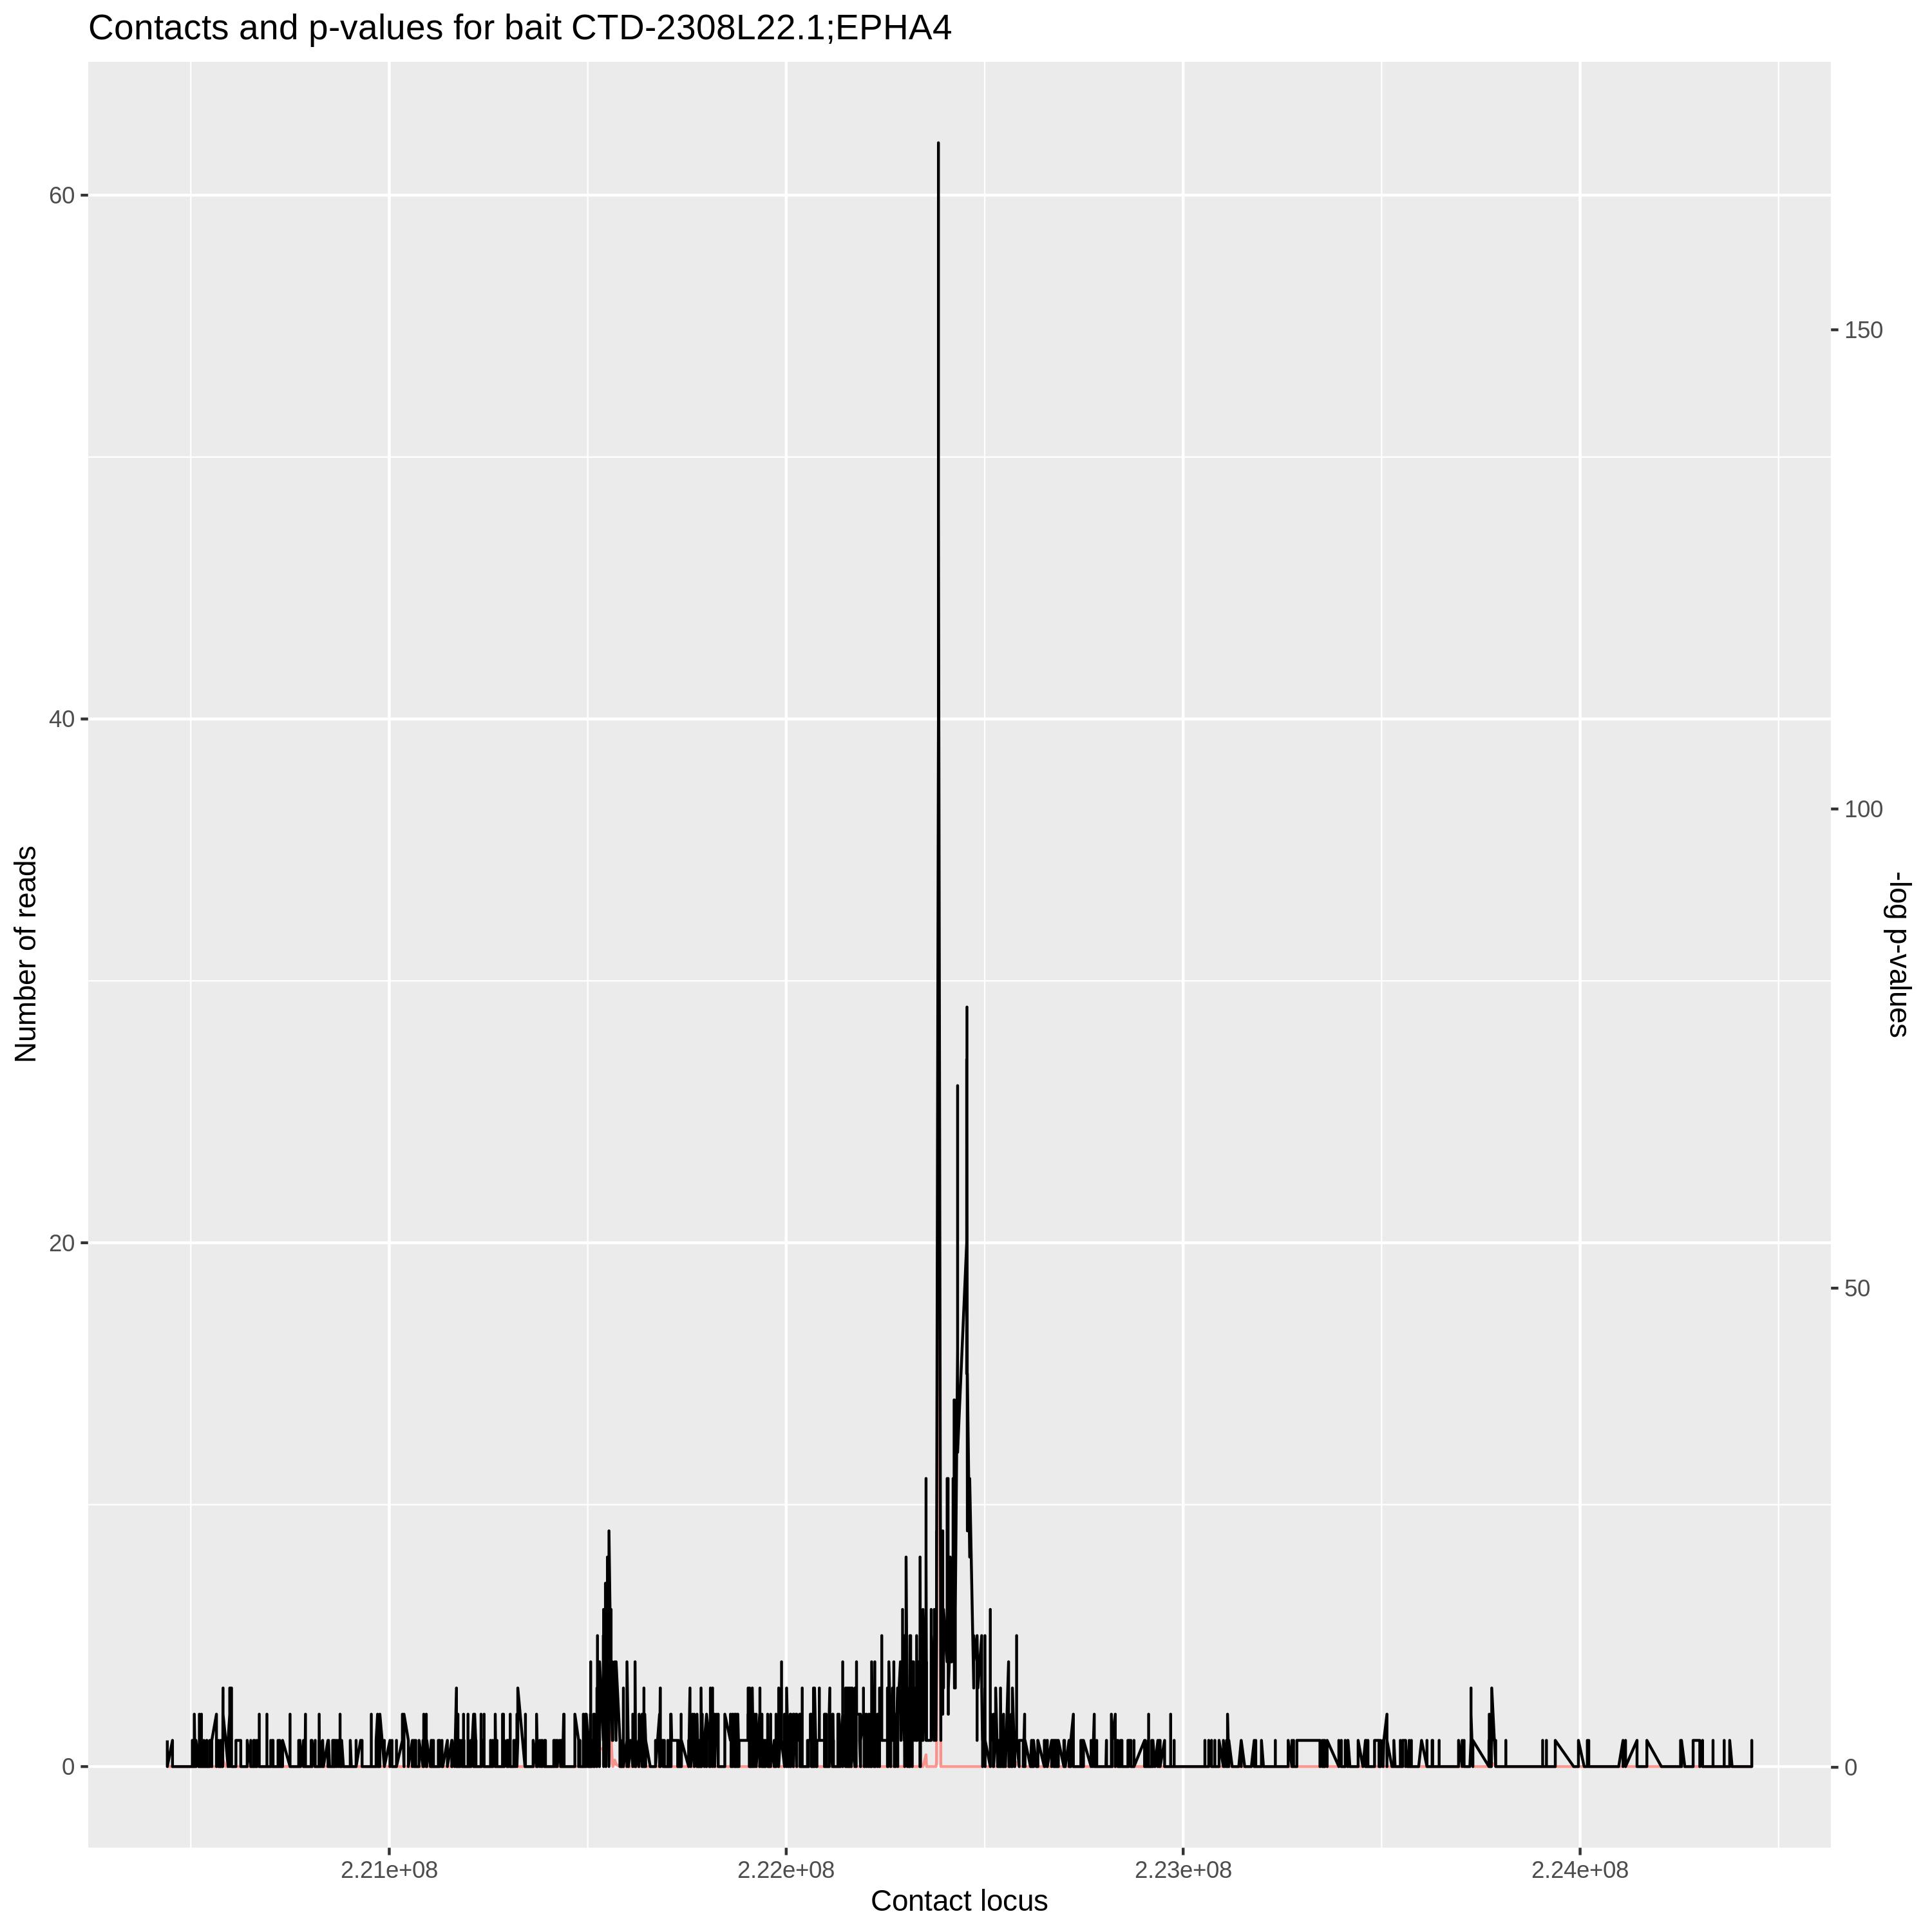 Contacts and p-values for bait CTD-2308L22.1;EPHA4
60
40
20
0
Number of reads
150
100
50
0
-log p-values
2.21e+08 2.22e+08 2.23e+08 2.24e+08
Contact locus